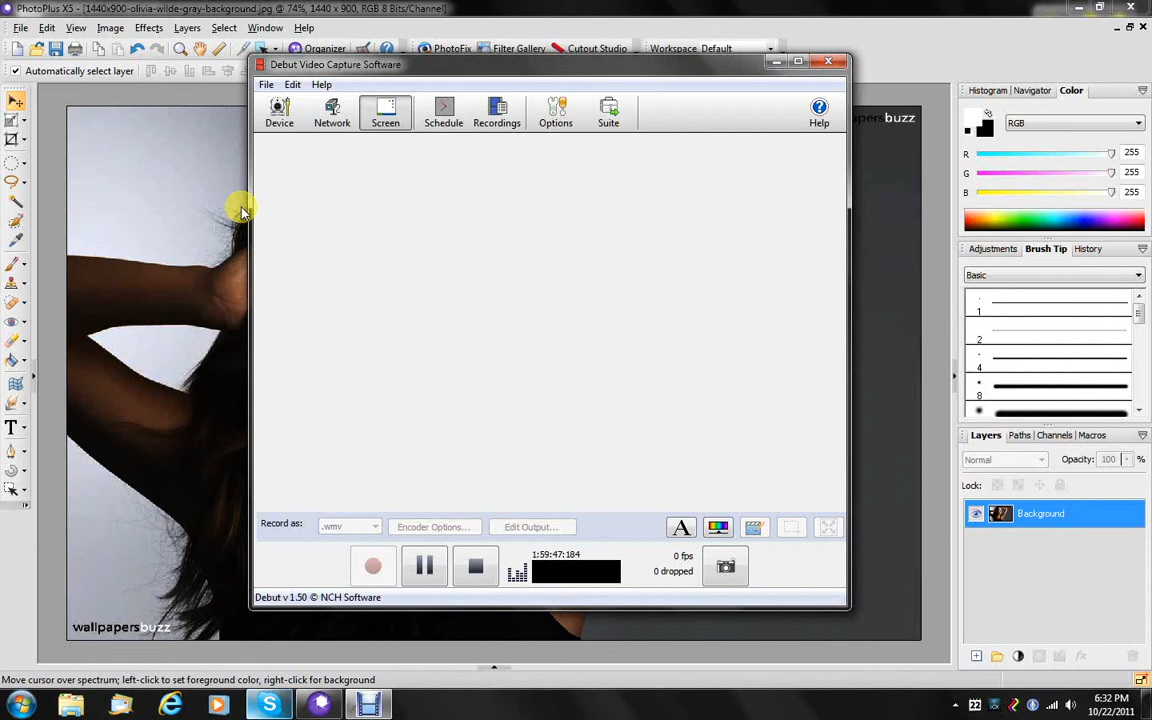 PhotoPlus X5 - [1440x900-olivia-wilde-gray-background.jpg @ 74%, 1440 x 900, RGB 8 Bits/Channel]
File Edit View Image Effects Layers Select Window Help
Organizer PhotoFix Filter Gallery Cutout Studio Workspace Default
Automatically select layer
Debut Video Capture Software
File Edit Help
Device Network Screen Schedule Recordings Options Suite Help
persbuzz
Histogram Navigator Color
RGB
R 255
G 255
B 255
Adjustments Brush Tip History
Basic
1
2
4
8
Layers Paths Channels Macros
Normal Opacity: 100 %
Lock:
Background
Record as: .wmv Encoder Options... Edit Output... A
1:59:47:184
0 fps
0 dropped
Debut v 1.50 © NCH Software
wallpapersbuzz
T
Move cursor over spectrum; left-click to set foreground color, right-click for background
22
6:32 PM
10/22/2011